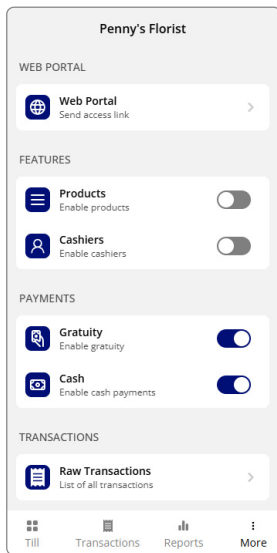 Penny's Florist
WEB PORTAL
Web Portal
Send access link
FEATURES
Products
Enable products
Cashiers
Enable cashiers
PAYMENTS
Gratuity
Enable gratuity
Cash
Enable cash payments
TRANSACTIONS
Raw Transactions
List of all transactions
Till Transactions Reports More